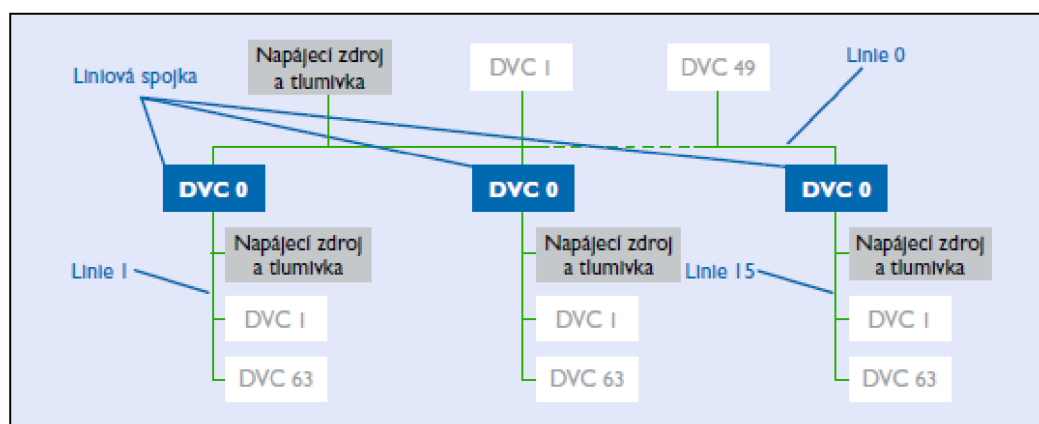 Napájecí zdroj
a tlumivka
DVC 1
DVC 49
Linie 0
Liniová spojka
DVC 0
DVC 0
DVC 0
Napájecí zdroj
a tlumivka
Napájecí zdroj
a tlumivka
Napájecí zdroj
a tlumivka
Linie 1
Linie 15
DVC 1
DVC 1
DVC 1
DVC 63
DVC 63
DVC 63